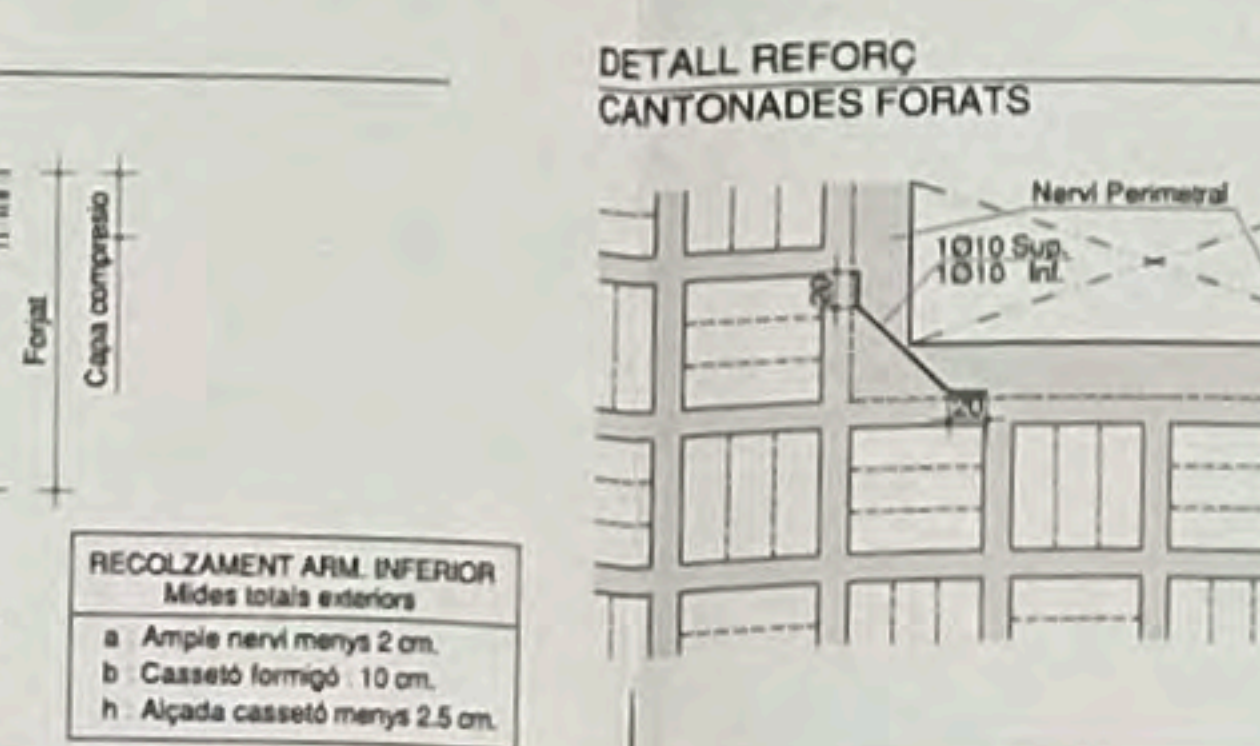 DETALL REFORÇ
CANTONADES FORATS
Forjat
Capa compresio
Nervi Perimetral
1Ø10 Sup.
1Ø10 Inf.
20
20
RECOLZAMENT ARM. INFERIOR
Mides totals exteriors
a Ample nervi menys 2 cm.
b Cassetó formigó : 10 cm.
h Alçada cassetó menys 2.5 cm.